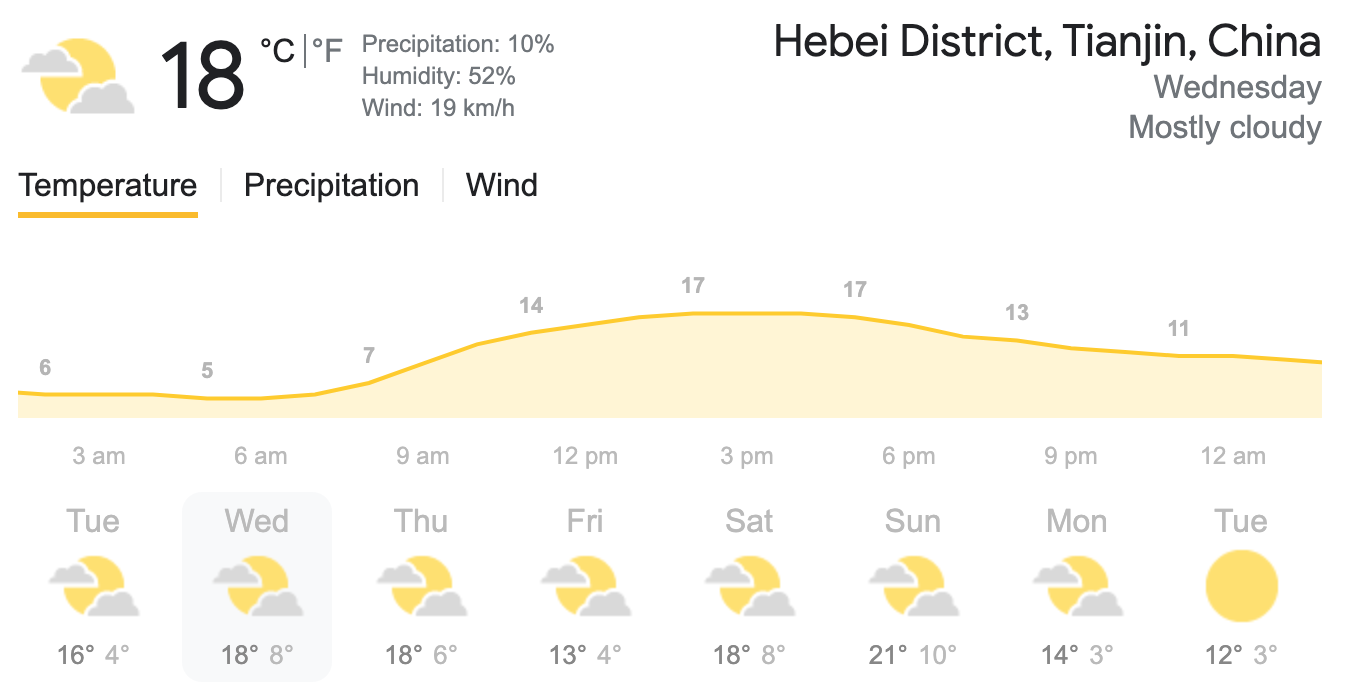 18 °C | °F
Precipitation: 10%
Humidity: 52%
Wind: 19 km/h
Hebei District, Tianjin, China
Wednesday
Mostly cloudy
Temperature | Precipitation | Wind
6 5 7 14 17 17 13 11
3 am 6 am 9 am 12 pm 3 pm 6 pm 9 pm 12 am
Tue Wed Thu Fri Sat Sun Mon Tue
16° 4° 18° 8° 18° 6° 13° 4° 18° 8° 21° 10° 14° 3° 12° 3°